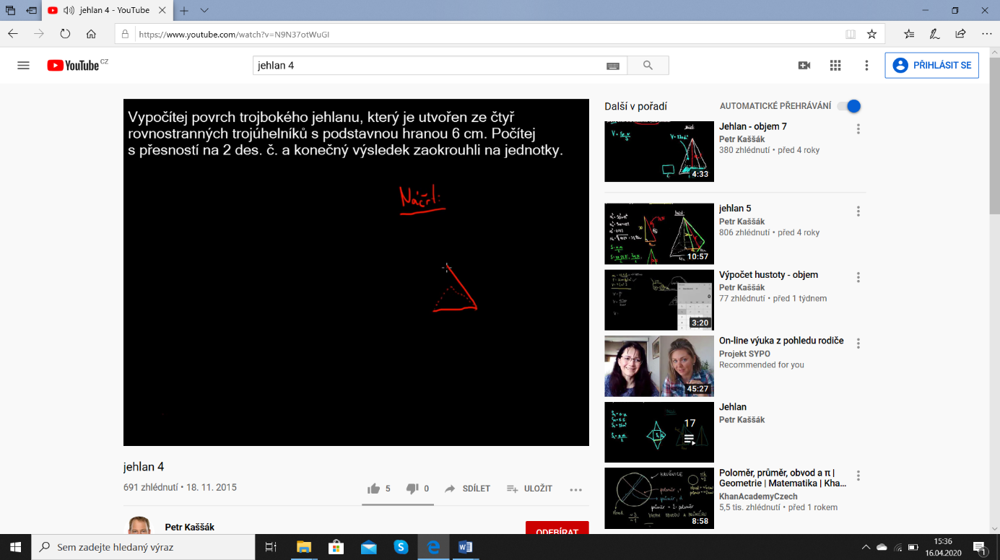 jehlan 4 - YouTube
https://www.youtube.com/watch?v=N9N37otWuGI
YouTube CZ
jehlan 4
PŘIHLÁSIT SE
Vypočítej povrch trojbokého jehlanu, který je utvořen ze čtyř
rovnostranných trojúhelníků s podstavnou hranou 6 cm. Počítej
s přesností na 2 des. č. a konečný výsledek zaokrouhli na jednotky.
Náčrt:
jehlan 4
691 zhlédnutí • 18. 11. 2015
5
0
SDÍLET
ULOŽIT
Petr Kaššák
ODEBÍRAT
Další v pořadí
AUTOMATICKÉ PŘEHRÁVÁNÍ
4:33
Jehlan - objem 7
Petr Kaššák
380 zhlédnutí • před 4 roky
10:57
jehlan 5
Petr Kaššák
806 zhlédnutí • před 4 roky
3:20
Výpočet hustoty - objem
Petr Kaššák
77 zhlédnutí • před 1 týdnem
45:27
On-line výuka z pohledu rodiče
Projekt SYPO
Recommended for you
17
Jehlan
Petr Kaššák
8:58
Poloměr, průměr, obvod a π |
Geometrie | Matematika | Kha...
KhanAcademyCzech
5,5 tis. zhlédnutí • před 1 rokem
Sem zadejte hledaný výraz
15:36
16.04.2020
1